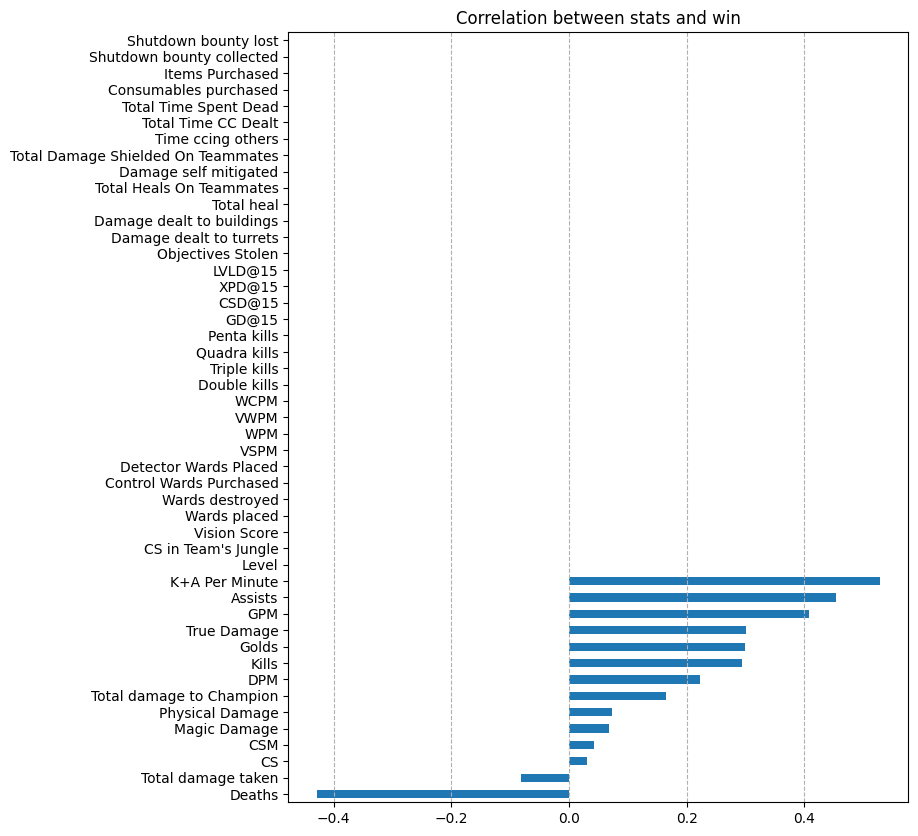 Correlation between stats and win
Shutdown bounty lost
Shutdown bounty collected
Items Purchased
Consumables purchased
Total Time Spent Dead
Total Time CC Dealt
Time ccing others
Total Damage Shielded On Teammates
Damage self mitigated
Total Heals On Teammates
Total heal
Damage dealt to buildings
Damage dealt to turrets
Objectives Stolen
LVLD@15
XPD@15
CSD@15
GD@15
Penta kills
Quadra kills
Triple kills
Double kills
WCPM
VWPM
WPM
VSPM
Detector Wards Placed
Control Wards Purchased
Wards destroyed
Wards placed
Vision Score
CS in Team's Jungle
Level
K+A Per Minute
Assists
GPM
True Damage
Golds
Kills
DPM
Total damage to Champion
Physical Damage
Magic Damage
CSM
CS
Total damage taken
Deaths
−0.4 −0.2 0.0 0.2 0.4